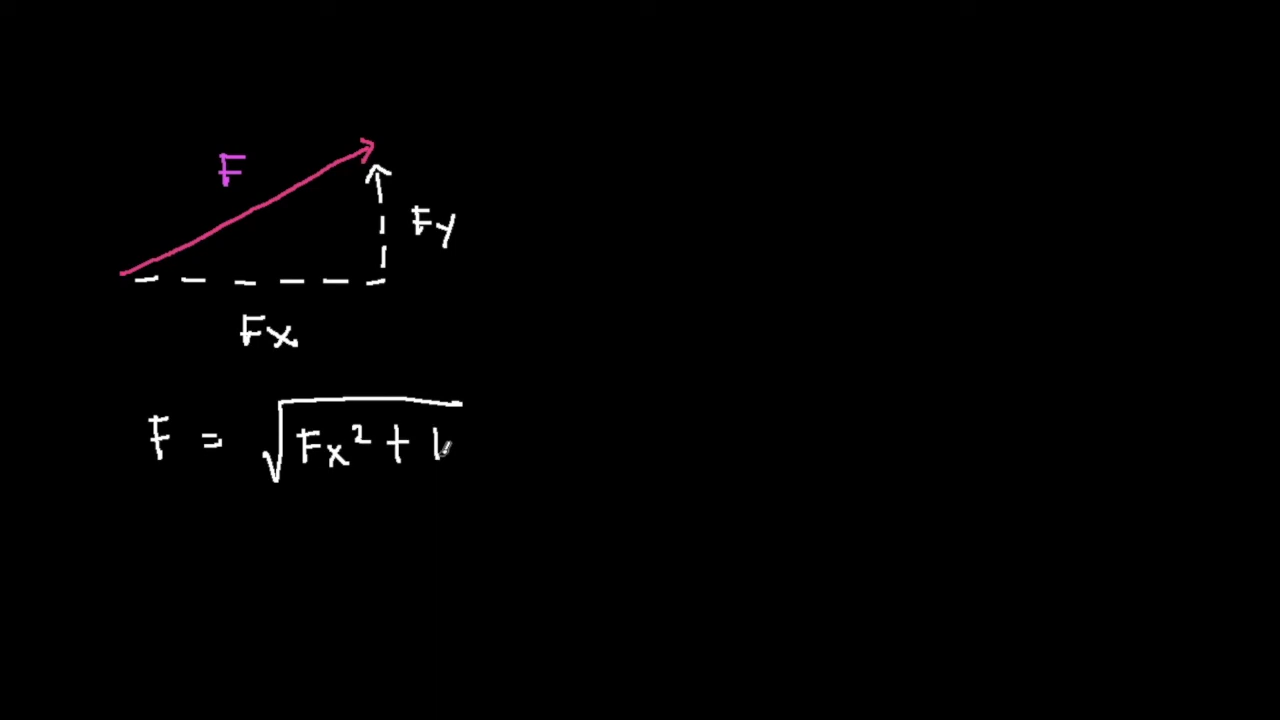 F
Fy
Fx
F = √Fx² +